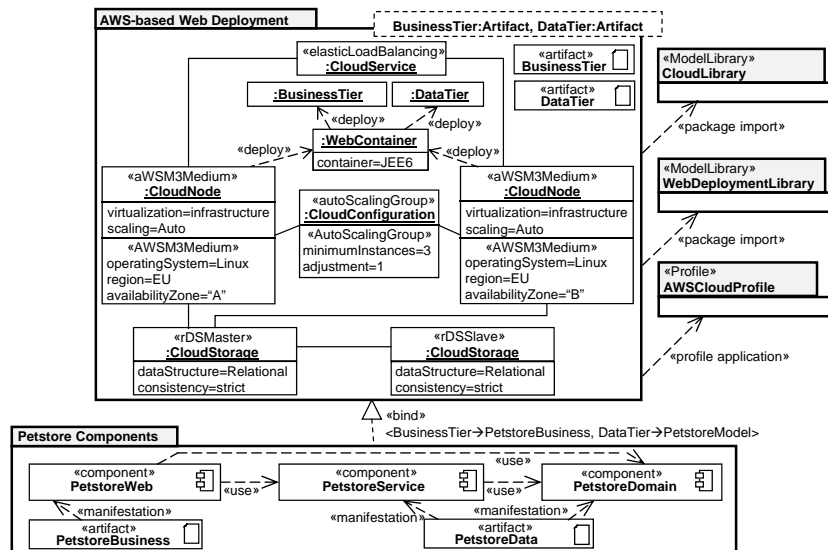 AWS-based Web Deployment
BusinessTier:Artifact, DataTier:Artifact
«elasticLoadBalancing»
:CloudService
«artifact»
BusinessTier
«artifact»
DataTier
:BusinessTier
:DataTier
«deploy»
«deploy»
:WebContainer
container=JEE6
«deploy»
«deploy»
«aWSM3Medium»
:CloudNode
virtualization=infrastructure
scaling=Auto
«AWSM3Medium»
operatingSystem=Linux
region=EU
availabilityZone="A"
«autoScalingGroup»
:CloudConfiguration
«AutoScalingGroup»
minimumInstances=3
adjustment=1
«aWSM3Medium»
:CloudNode
virtualization=infrastructure
scaling=Auto
«AWSM3Medium»
operatingSystem=Linux
region=EU
availabilityZone="B"
«rDSMaster»
:CloudStorage
dataStructure=Relational
consistency=strict
«rDSSlave»
:CloudStorage
dataStructure=Relational
consistency=strict
«ModelLibrary»
CloudLibrary
«package import»
«ModelLibrary»
WebDeploymentLibrary
«package import»
«Profile»
AWSCloudProfile
«profile application»
«bind»
<BusinessTier→PetstoreBusiness, DataTier→PetstoreModel>
Petstore Components
«component»
PetstoreWeb
«use»
«component»
PetstoreService
«use»
«use»
«component»
PetstoreDomain
«manifestation»
«manifestation»
«manifestation»
«artifact»
PetstoreBusiness
«artifact»
PetstoreData